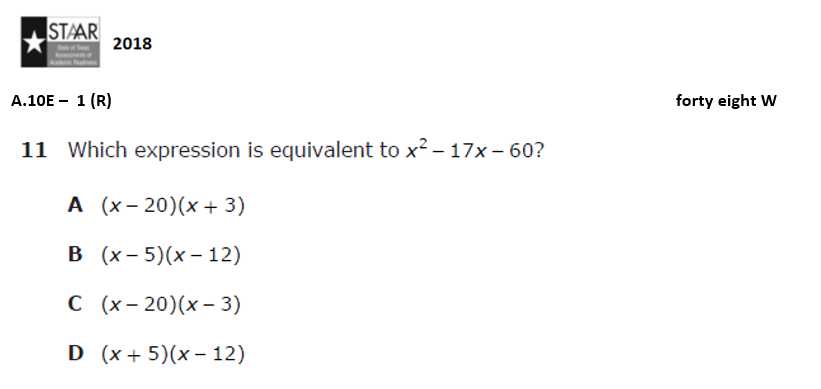 STAAR
State of Texas
Assessments of
Academic Readiness
2018
A.10E – 1 (R)
forty eight W
11 Which expression is equivalent to x² – 17x – 60?
A (x – 20)(x + 3)
B (x – 5)(x – 12)
C (x – 20)(x – 3)
D (x + 5)(x – 12)